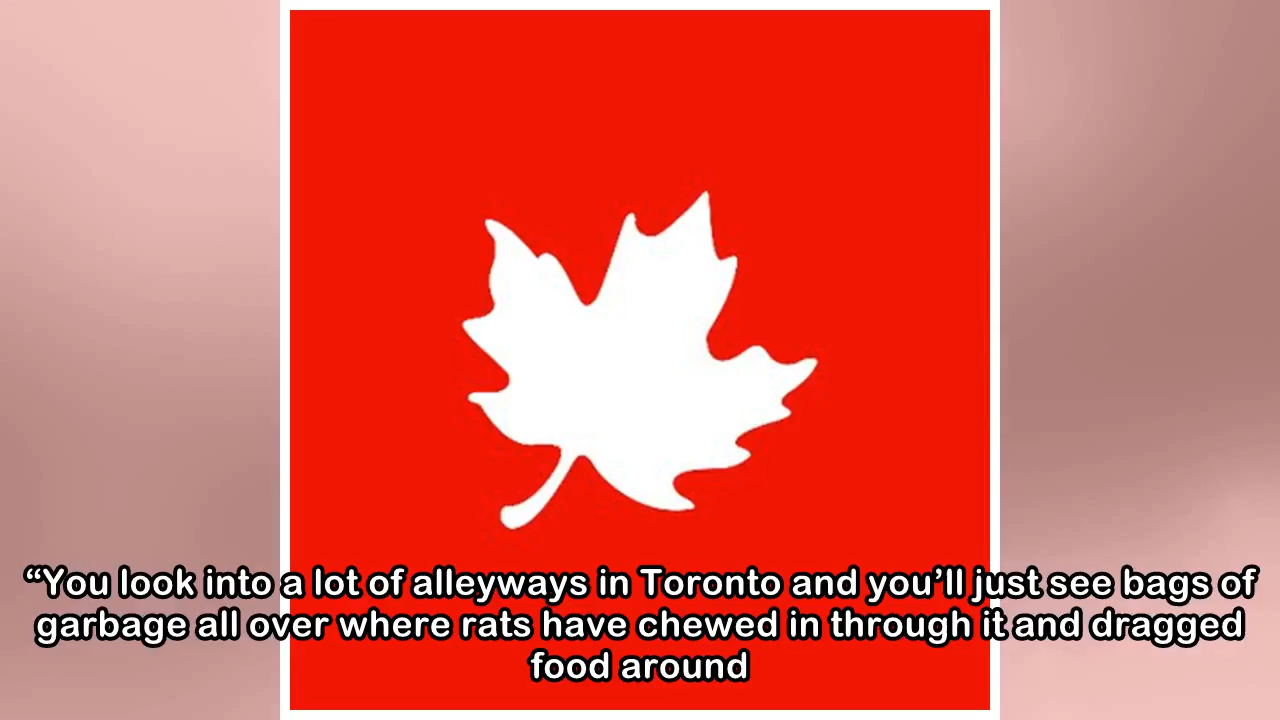 “You look into a lot of alleyways in Toronto and you’ll just see bags of
garbage all over where rats have chewed in through it and dragged
food around